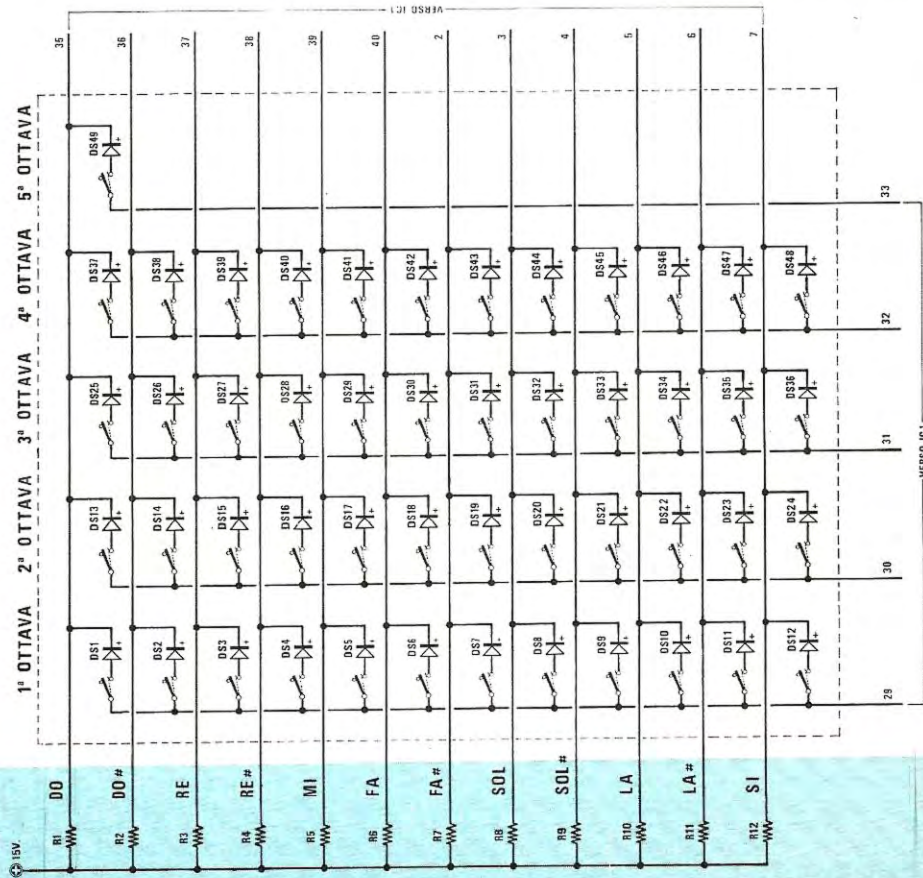 VERSO IC1
35
36
37
38
39
40
2
3
4
5
6
7
1ª OTTAVA 2ª OTTAVA 3ª OTTAVA 4ª OTTAVA 5ª OTTAVA
DS1 DS13 DS25 DS37 DS49
DS2 DS14 DS26 DS38
DS3 DS15 DS27 DS39
DS4 DS16 DS28 DS40
DS5 DS17 DS29 DS41
DS6 DS18 DS30 DS42
DS7 DS19 DS31 DS43
DS8 DS20 DS32 DS44
DS9 DS21 DS33 DS45
DS10 DS22 DS34 DS46
DS11 DS23 DS35 DS47
DS12 DS24 DS36 DS48
29 30 31 32 33
VERSO IC1
15V.
R1 DO
R2 DO#
R3 RE
R4 RE#
R5 MI
R6 FA
R7 FA#
R8 SOL
R9 SOL#
R10 LA
R11 LA#
R12 SI